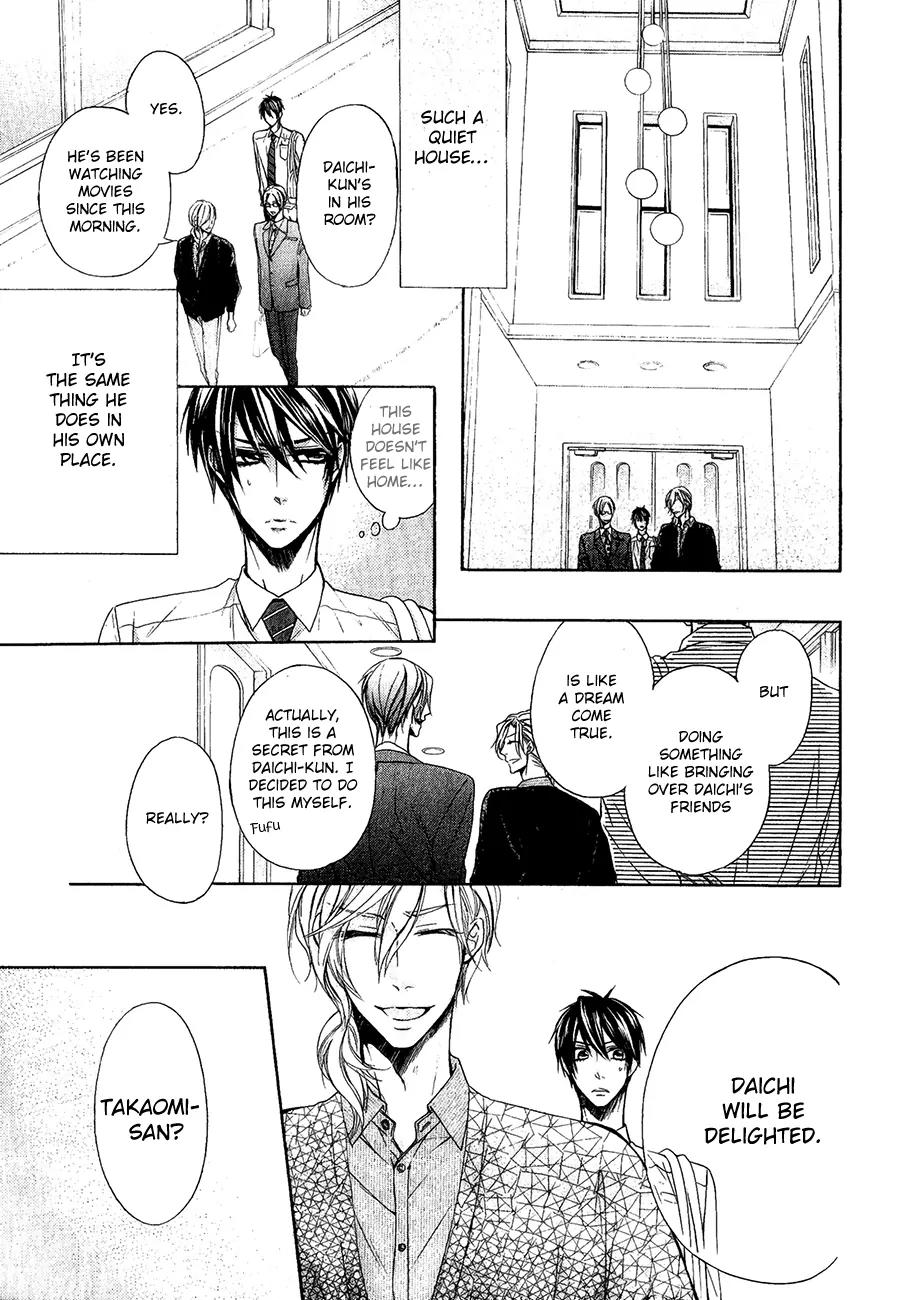 SUCH A
QUIET
HOUSE...
DAICHI-
KUN'S
IN HIS
ROOM?
YES.
HE'S BEEN
WATCHING
MOVIES
SINCE THIS
MORNING.
THIS
HOUSE
DOESN'T
FEEL LIKE
HOME...
IT'S
THE SAME
THING HE
DOES IN
HIS OWN
PLACE.
BUT
DOING
SOMETHING
LIKE BRINGING
OVER DAICHI'S
FRIENDS
IS LIKE
A DREAM
COME
TRUE.
ACTUALLY,
THIS IS A
SECRET FROM
DAICHI-KUN. I
DECIDED TO DO
THIS MYSELF.
Fufu
REALLY?
DAICHI
WILL BE
DELIGHTED.
TAKAOMI-
SAN?